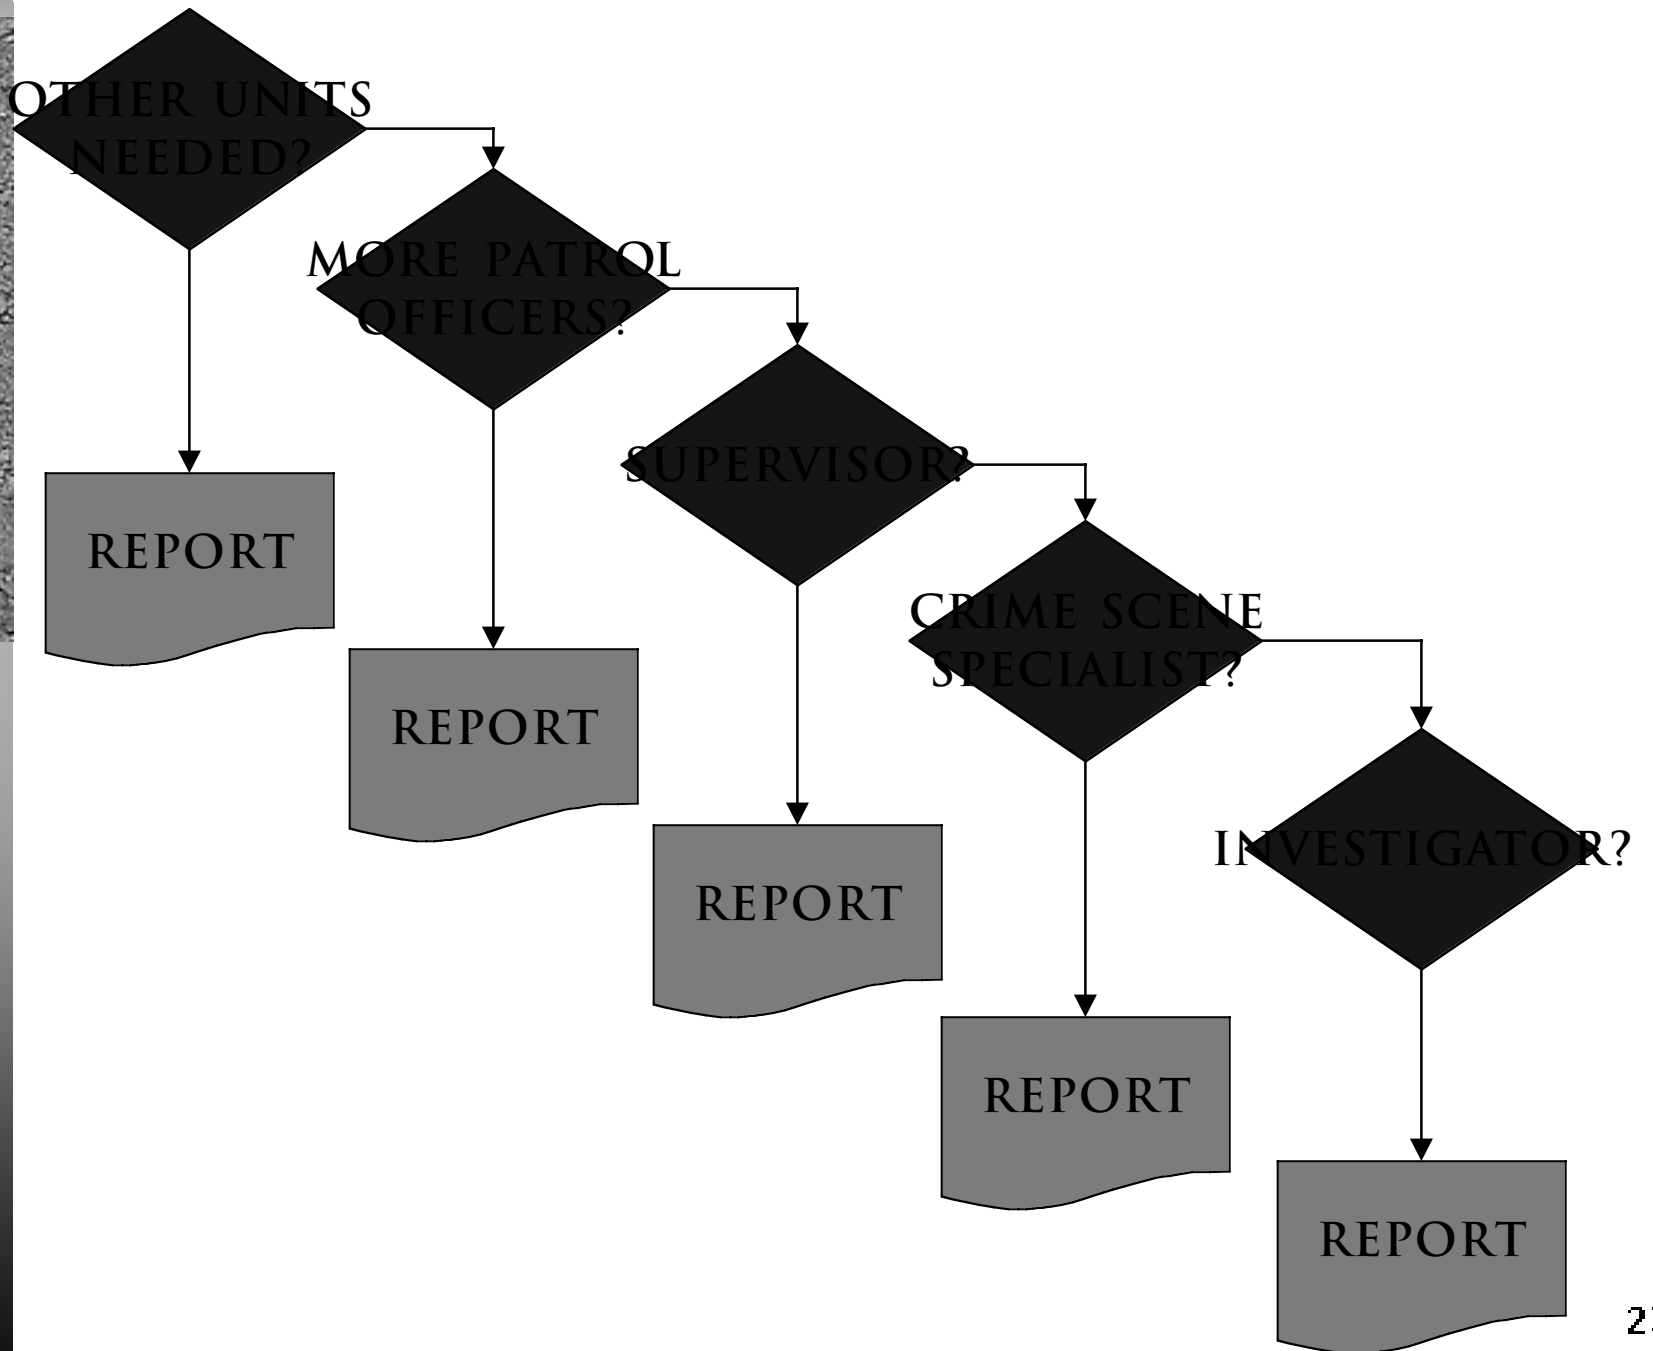 OTHER UNITS
NEEDED?
MORE PATROL
OFFICERS?
SUPERVISOR?
REPORT
CRIME SCENE
SPECIALIST?
REPORT
INVESTIGATOR?
REPORT
REPORT
REPORT